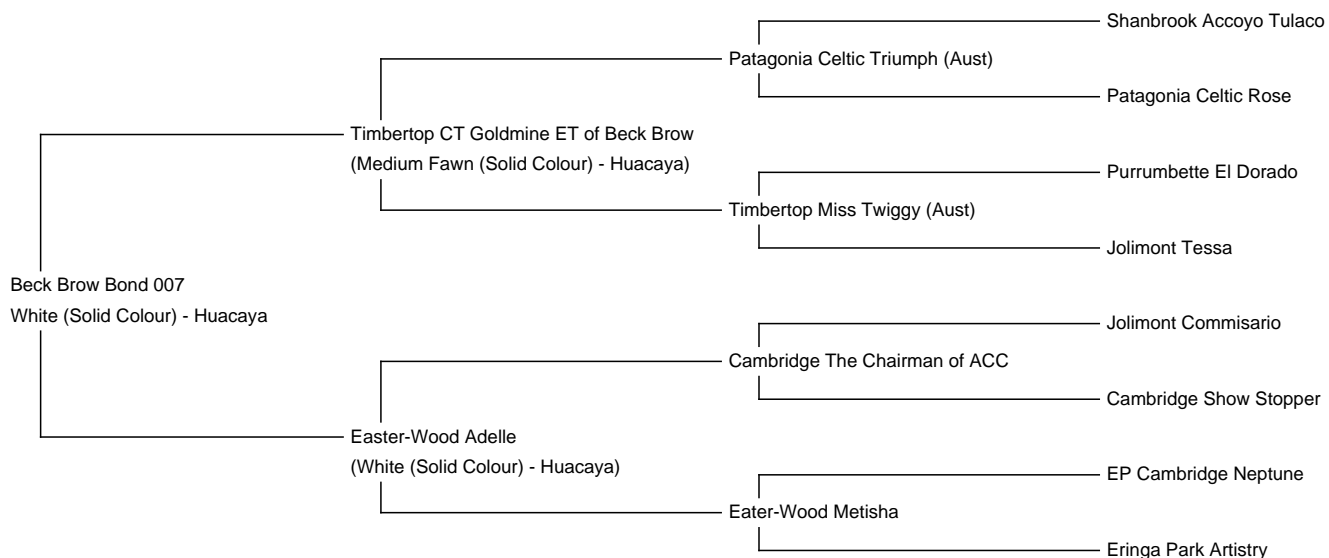 Shanbrook Accoyo Tulaco
Patagonia Celtic Triumph (Aust)
Patagonia Celtic Rose
Timbertop CT Goldmine ET of Beck Brow
(Medium Fawn (Solid Colour) - Huacaya)
Purrumbette El Dorado
Timbertop Miss Twiggy (Aust)
Jolimont Tessa
Beck Brow Bond 007
White (Solid Colour) - Huacaya
Jolimont Commisario
Cambridge The Chairman of ACC
Cambridge Show Stopper
Easter-Wood Adelle
(White (Solid Colour) - Huacaya)
EP Cambridge Neptune
Eater-Wood Metisha
Eringa Park Artistry